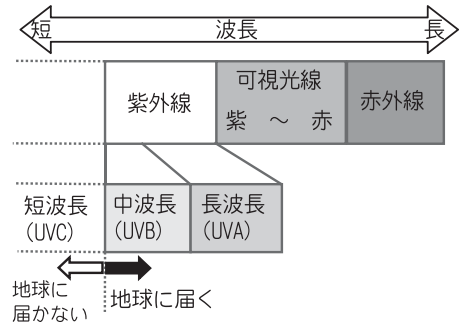 短 波長 長
紫外線
可視光線
紫 〜 赤
赤外線
短波長
(UVC)
中波長
(UVB)
長波長
(UVA)
地球に
届かない
地球に届く